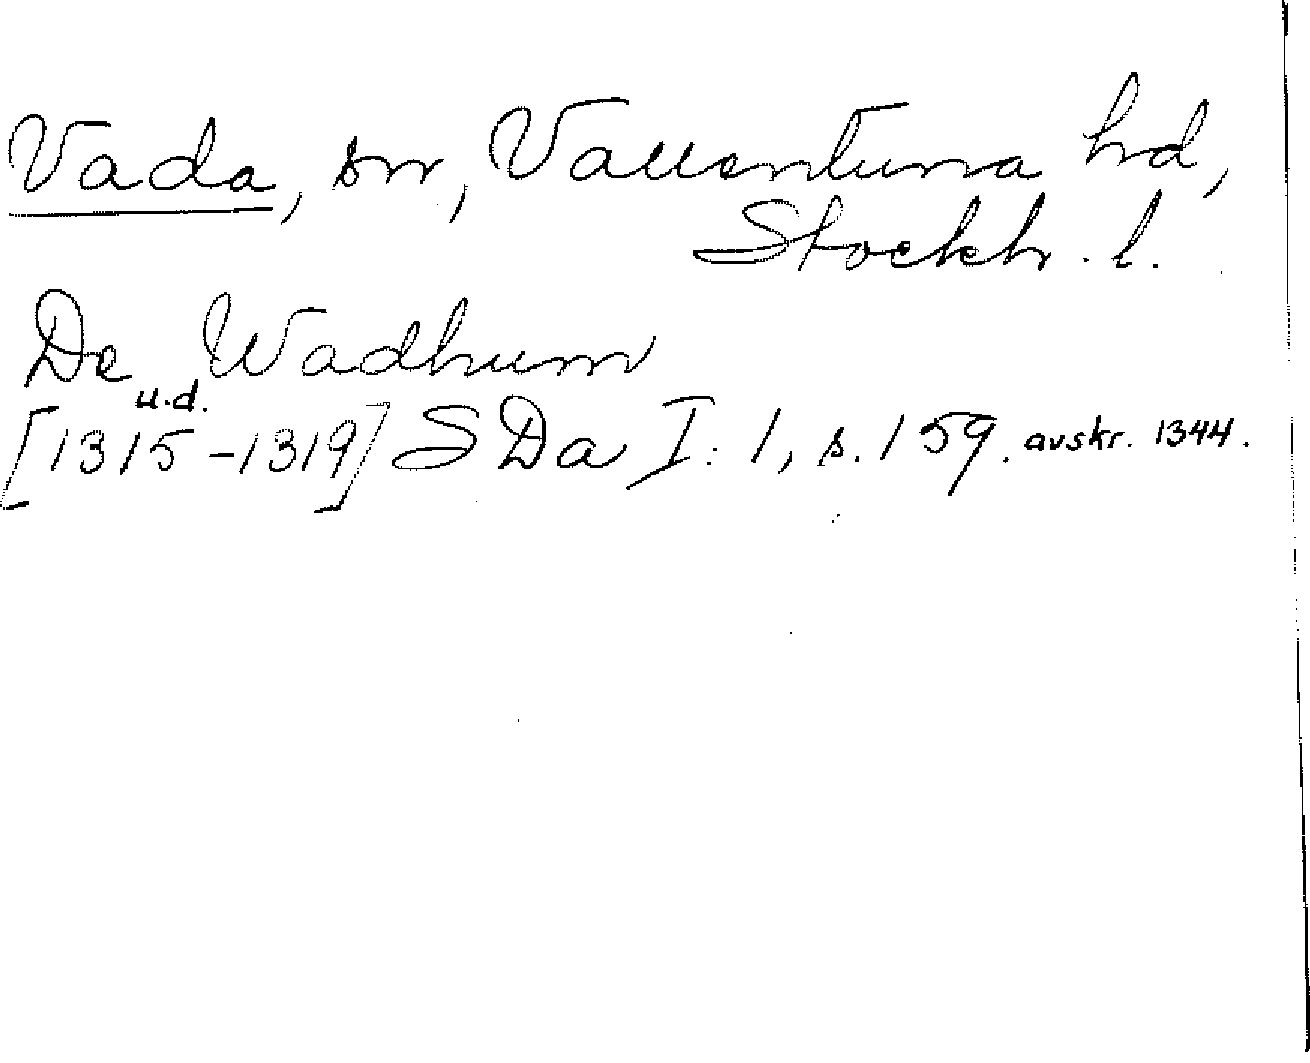 Vada, sn, Vallentuna hd,
Stockh. l.
De Wadhum
u.d.
[1315-1319] SDa I: 1, s. 159. avskr. 1344.